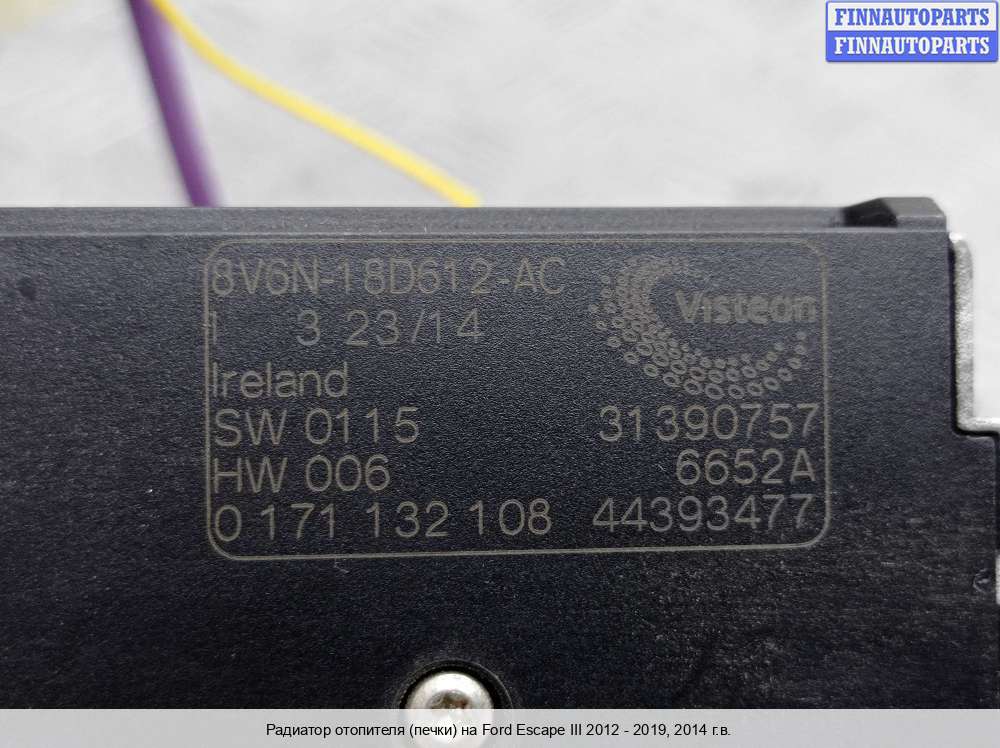 FINNAUTOPARTS
FINNAUTOPARTS
8V6N-18D612-AC
Visteon
I 3 23/14
Ireland
SW 0115 31390757
HW 006 6652A
0 171 132 108 44393477
Радиатор отопителя (печки) на Ford Escape III 2012 - 2019, 2014 г.в.